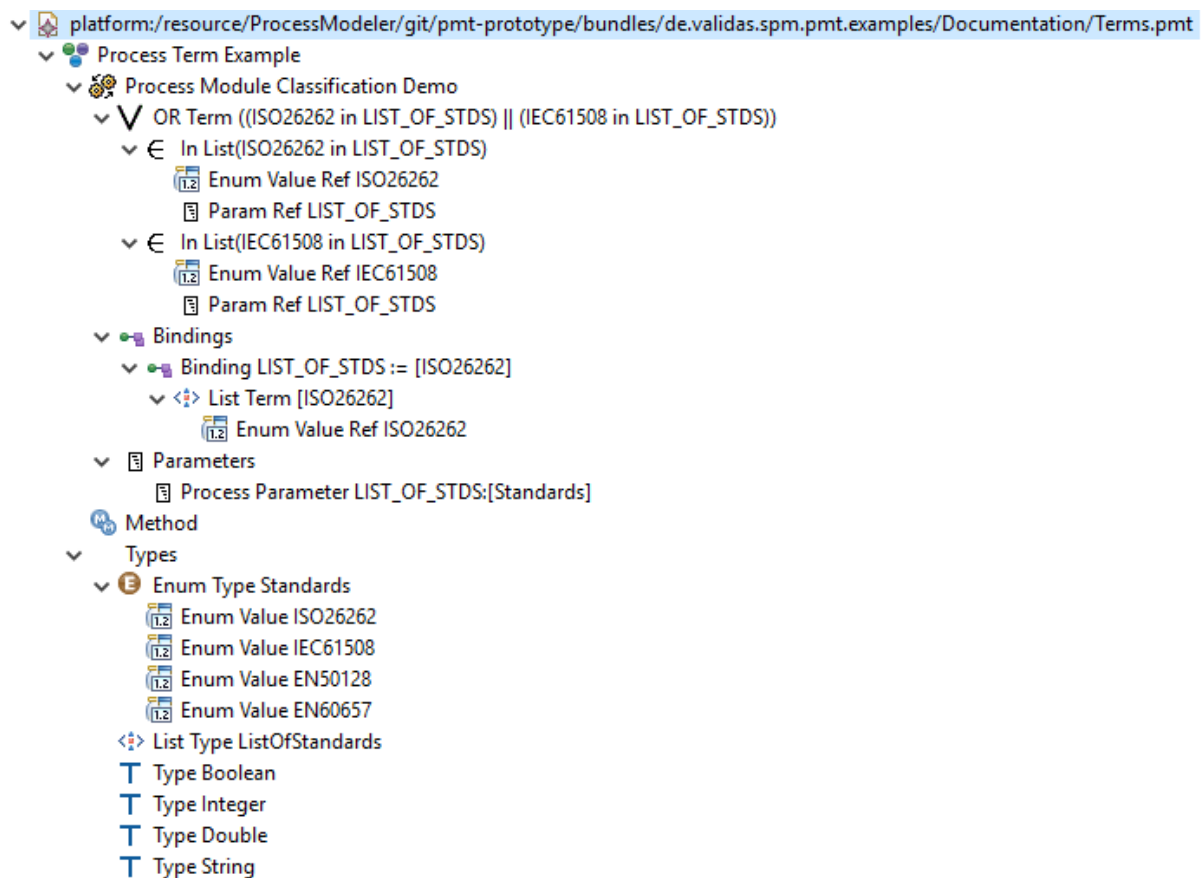 platform:/resource/ProcessModeler/git/pmt-prototype/bundles/de.validas.spm.pmt.examples/Documentation/Terms.pmt
Process Term Example
Process Module Classification Demo
OR Term ((ISO26262 in LIST_OF_STDS) || (IEC61508 in LIST_OF_STDS))
In List(ISO26262 in LIST_OF_STDS)
Enum Value Ref ISO26262
Param Ref LIST_OF_STDS
In List(IEC61508 in LIST_OF_STDS)
Enum Value Ref IEC61508
Param Ref LIST_OF_STDS
Bindings
Binding LIST_OF_STDS := [ISO26262]
List Term [ISO26262]
Enum Value Ref ISO26262
Parameters
Process Parameter LIST_OF_STDS:[Standards]
Method
Types
Enum Type Standards
Enum Value ISO26262
Enum Value IEC61508
Enum Value EN50128
Enum Value EN60657
List Type ListOfStandards
Type Boolean
Type Integer
Type Double
Type String